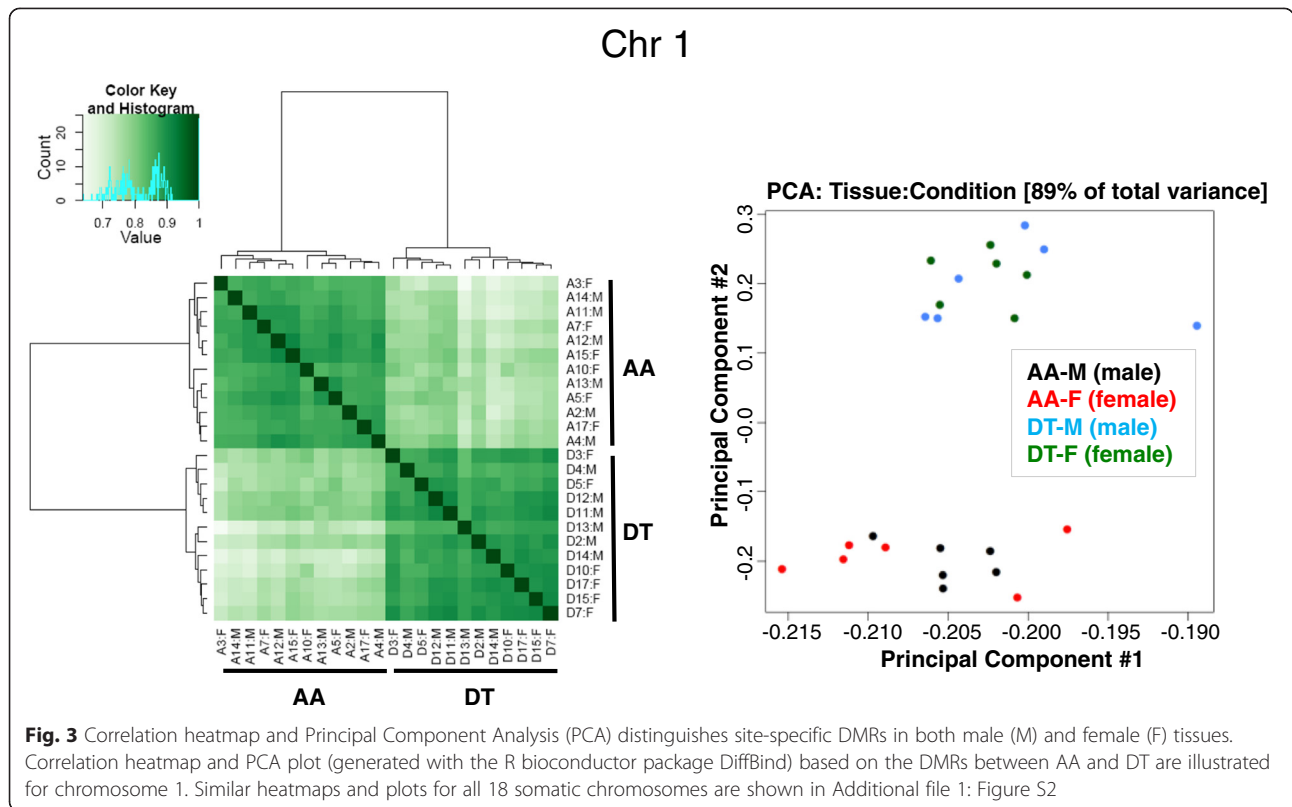 Chr 1
Color Key
and Histogram
Count
20
10
5
0
0.7 0.8 0.9 1
Value
A3:F
A14:M
A11:M
A7:F
A12:M
A15:F
A10:F
A13:M
A5:F
A2:M
A17:F
A4:M
D3:F
D4:M
D5:F
D12:M
D11:M
D13:M
D2:M
D14:M
D10:F
D17:F
D15:F
D7:F
AA
DT
A3:F A14:M A11:M A7:F A12:M A15:F A10:F A13:M A5:F A2:M A17:F A4:M D3:F D4:M D5:F D12:M D11:M D13:M D2:M D14:M D10:F D17:F D15:F D7:F
AA DT
PCA: Tissue:Condition [89% of total variance]
Principal Component #2
0.3
0.2
0.1
-0.0
-0.1
-0.2
AA-M (male)
AA-F (female)
DT-M (male)
DT-F (female)
-0.215 -0.210 -0.205 -0.200 -0.195 -0.190
Principal Component #1
Fig. 3 Correlation heatmap and Principal Component Analysis (PCA) distinguishes site-specific DMRs in both male (M) and female (F) tissues.
Correlation heatmap and PCA plot (generated with the R bioconductor package DiffBind) based on the DMRs between AA and DT are illustrated
for chromosome 1. Similar heatmaps and plots for all 18 somatic chromosomes are shown in Additional file 1: Figure S2